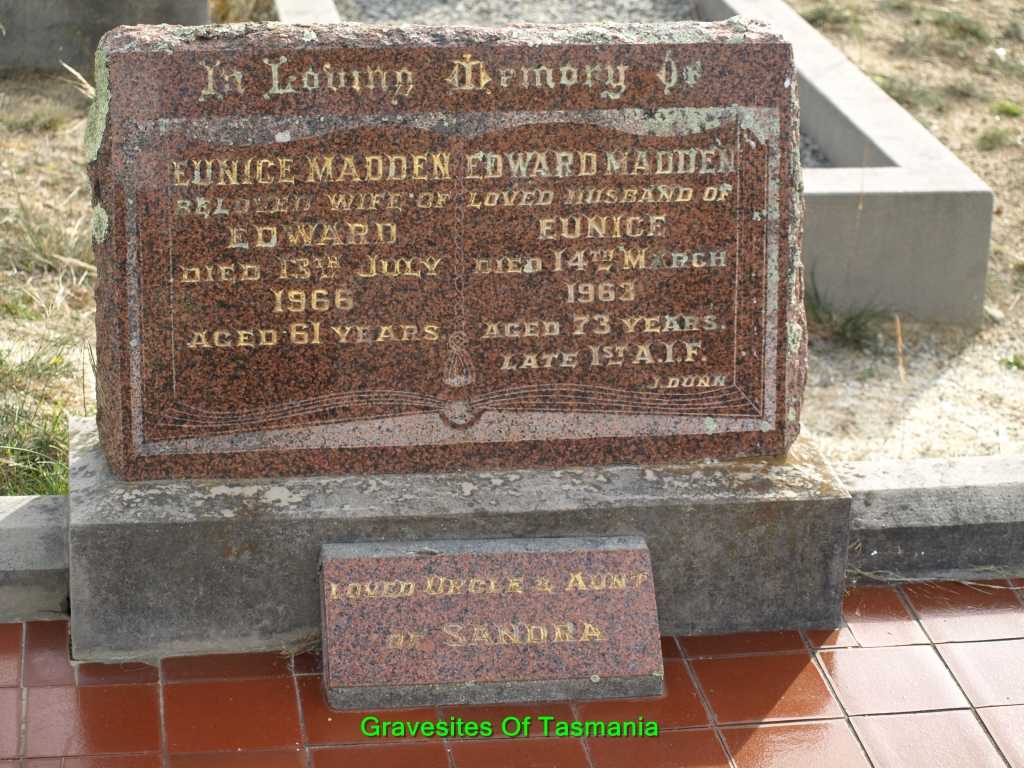 In Loving Memory Of
EUNICE MADDEN
BELOVED WIFE OF
EDWARD
DIED 13TH JULY
1966
AGED 61 YEARS.
EDWARD MADDEN
LOVED HUSBAND OF
EUNICE
DIED 14TH MARCH
1963
AGED 73 YEARS.
LATE 1ST A.I.F.
J.DUNN
LOVED UNCLE & AUNT
OF SANDRA
Gravesites Of Tasmania